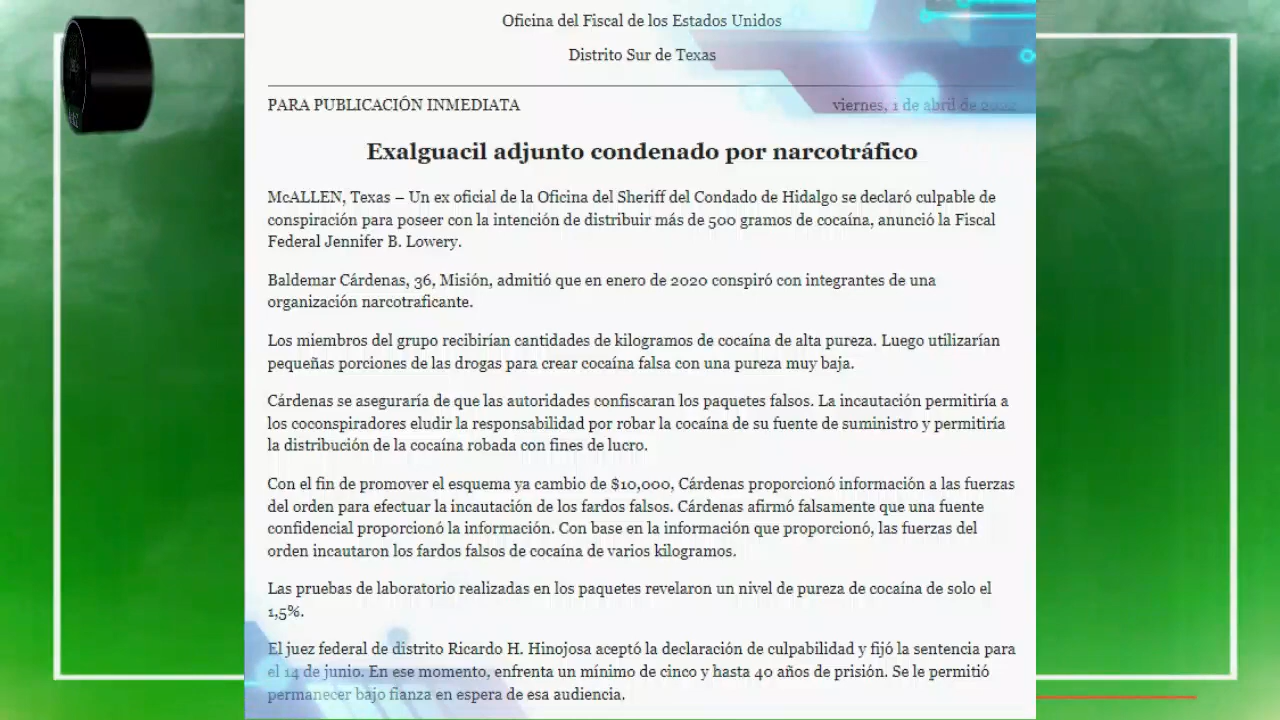 Oficina del Fiscal de los Estados Unidos
Distrito Sur de Texas
PARA PUBLICACIÓN INMEDIATA viernes, 1 de abril de 2022
Exalguacil adjunto condenado por narcotráfico
McALLEN, Texas – Un ex oficial de la Oficina del Sheriff del Condado de Hidalgo se declaró culpable de
conspiración para poseer con la intención de distribuir más de 500 gramos de cocaína, anunció la Fiscal
Federal Jennifer B. Lowery.
Baldemar Cárdenas, 36, Misión, admitió que en enero de 2020 conspiró con integrantes de una
organización narcotraficante.
Los miembros del grupo recibirían cantidades de kilogramos de cocaína de alta pureza. Luego utilizarían
pequeñas porciones de las drogas para crear cocaína falsa con una pureza muy baja.
Cárdenas se aseguraría de que las autoridades confiscaran los paquetes falsos. La incautación permitiría a
los coconspiradores eludir la responsabilidad por robar la cocaína de su fuente de suministro y permitiría
la distribución de la cocaína robada con fines de lucro.
Con el fin de promover el esquema ya cambio de $10,000, Cárdenas proporcionó información a las fuerzas
del orden para efectuar la incautación de los fardos falsos. Cárdenas afirmó falsamente que una fuente
confidencial proporcionó la información. Con base en la información que proporcionó, las fuerzas del
orden incautaron los fardos falsos de cocaína de varios kilogramos.
Las pruebas de laboratorio realizadas en los paquetes revelaron un nivel de pureza de cocaína de solo el
1,5%.
El juez federal de distrito Ricardo H. Hinojosa aceptó la declaración de culpabilidad y fijó la sentencia para
el 14 de junio. En ese momento, enfrenta un mínimo de cinco y hasta 40 años de prisión. Se le permitió
permanecer bajo fianza en espera de esa audiencia.